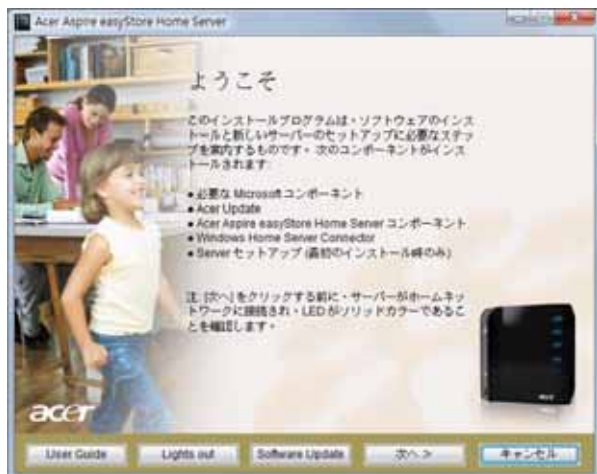 Acer Aspire easyStore Home Server
ようこそ
このインストールプログラムは・ソフトウェアのインス
トールと新しいサーバーのセットアップに必要なステッ
プを案内するものです。次のコンポーネントがインス
トールされます:
● 必要な Microsoft コンポーネント
● Acer Update
● Acer Aspire easyStore Home Server コンポーネント
● Windows Home Server Connector
● Server セットアップ (最初のインストール時のみ)
注: [次へ] をクリックする前に・サーバーがホームネッ
トワークに接続され・LED がソリッドカラーであるこ
とを確認します。
acer
acer
User Guide
Lights out
Software Update
次へ >
キャンセル